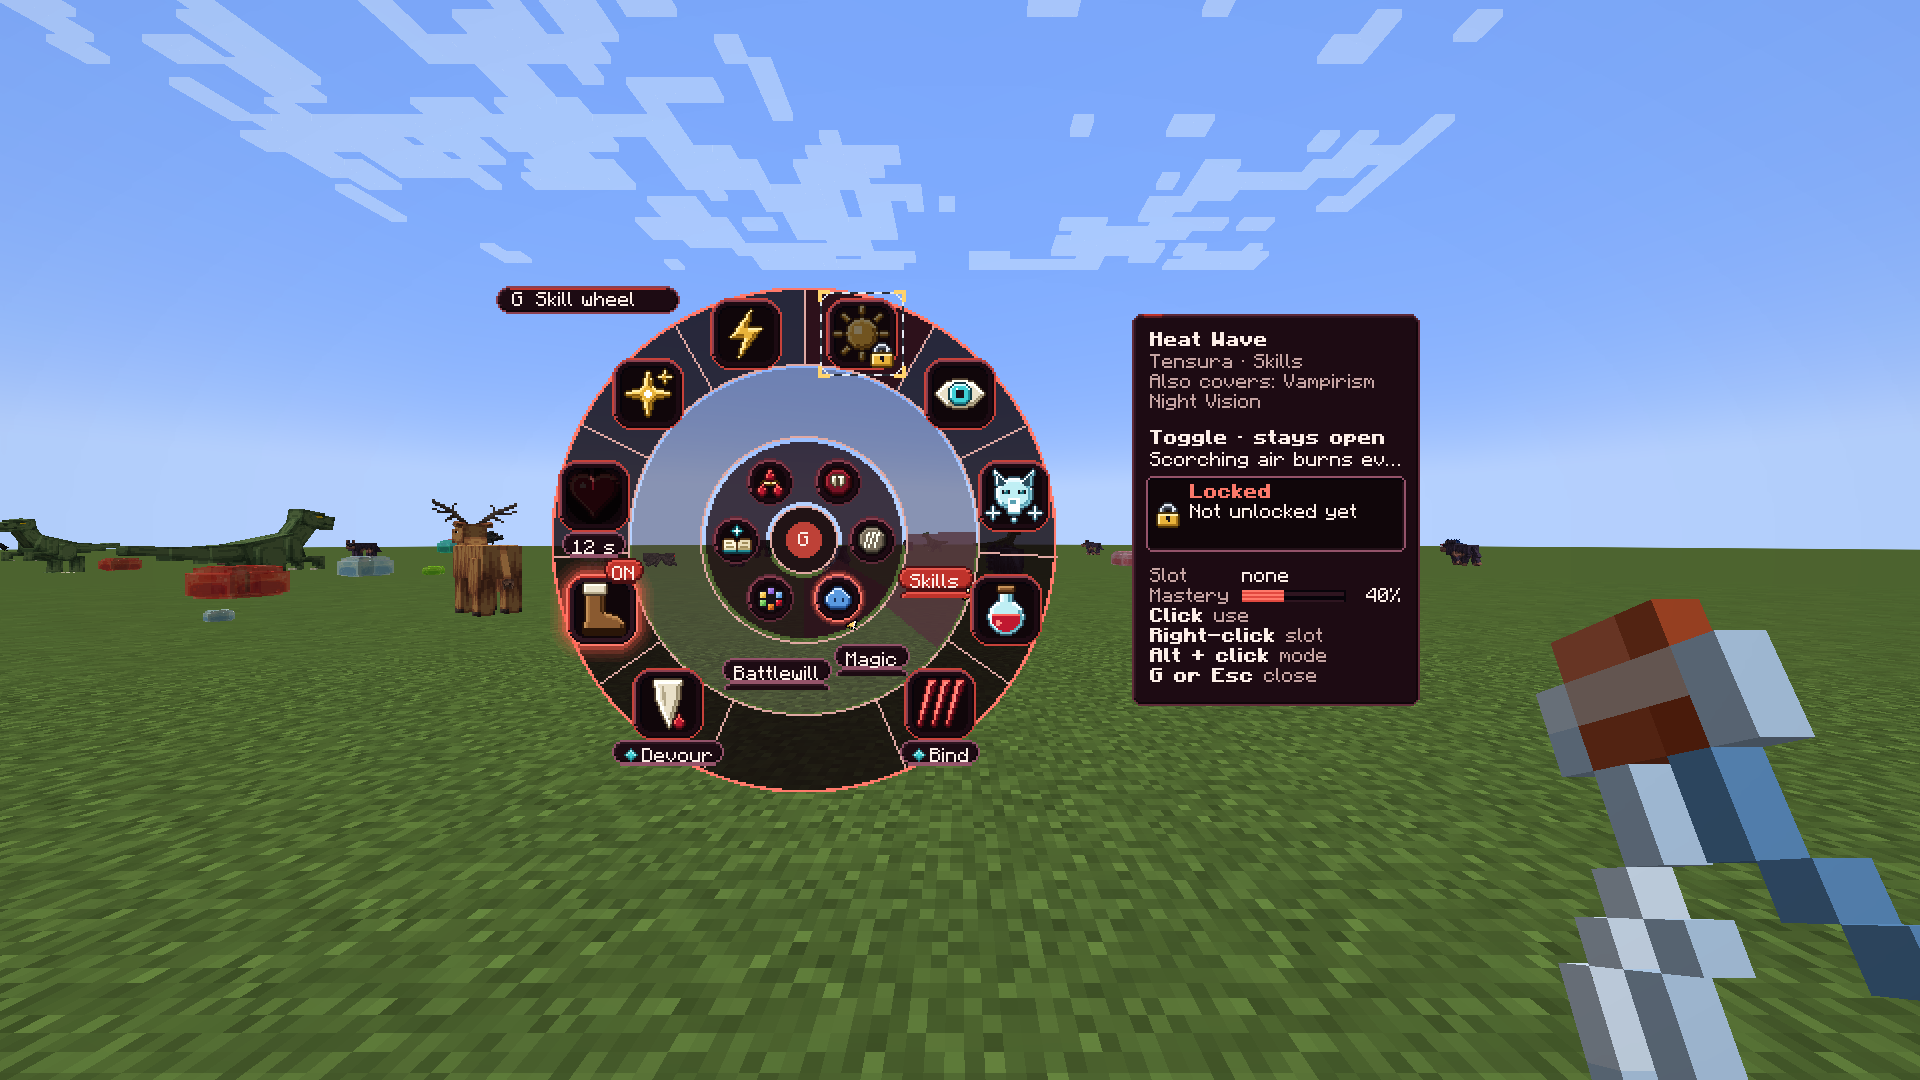 G Skill wheel
12 s
ON
G
Skills
Magic
Battlewill
Devour
Bind
Heat Wave
Tensura · Skills
Also covers: Vampirism
Night Vision
Toggle · stays open
Scorching air burns ev...
Locked
Not unlocked yet
Slot none
Mastery 40%
Click use
Right-click slot
Alt + click mode
G or Esc close